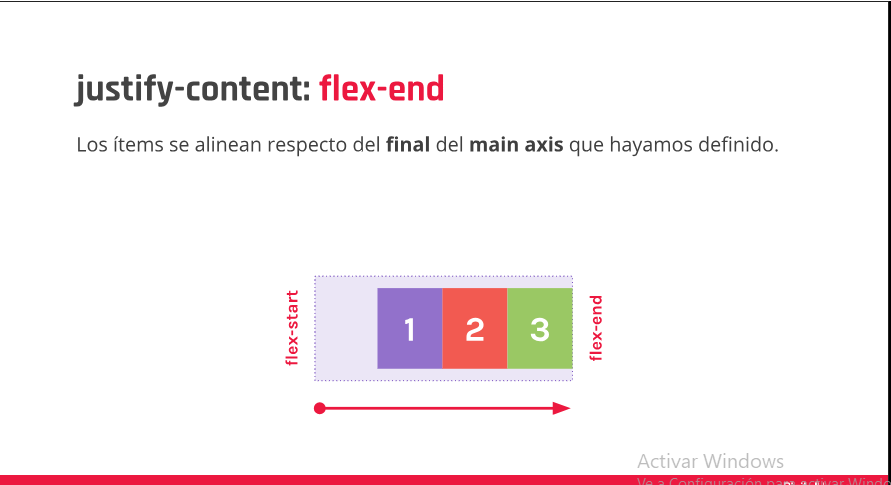 justify-content: flex-end
Los ítems se alinean respecto del final del main axis que hayamos definido.
flex-start
1 2 3
flex-end
Activar Windows
Ve a Configuración para activar Windo